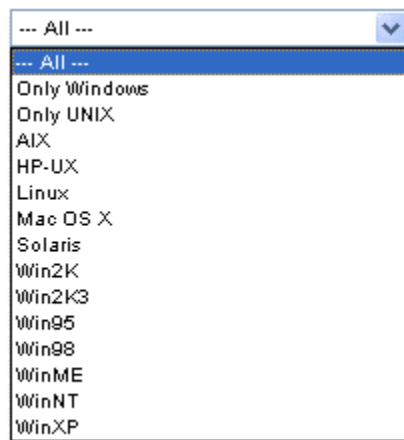 --- All ---
--- All ---
Only Windows
Only UNIX
AIX
HP-UX
Linux
Mac OS X
Solaris
Win2K
Win2K3
Win95
Win98
WinME
WinNT
WinXP